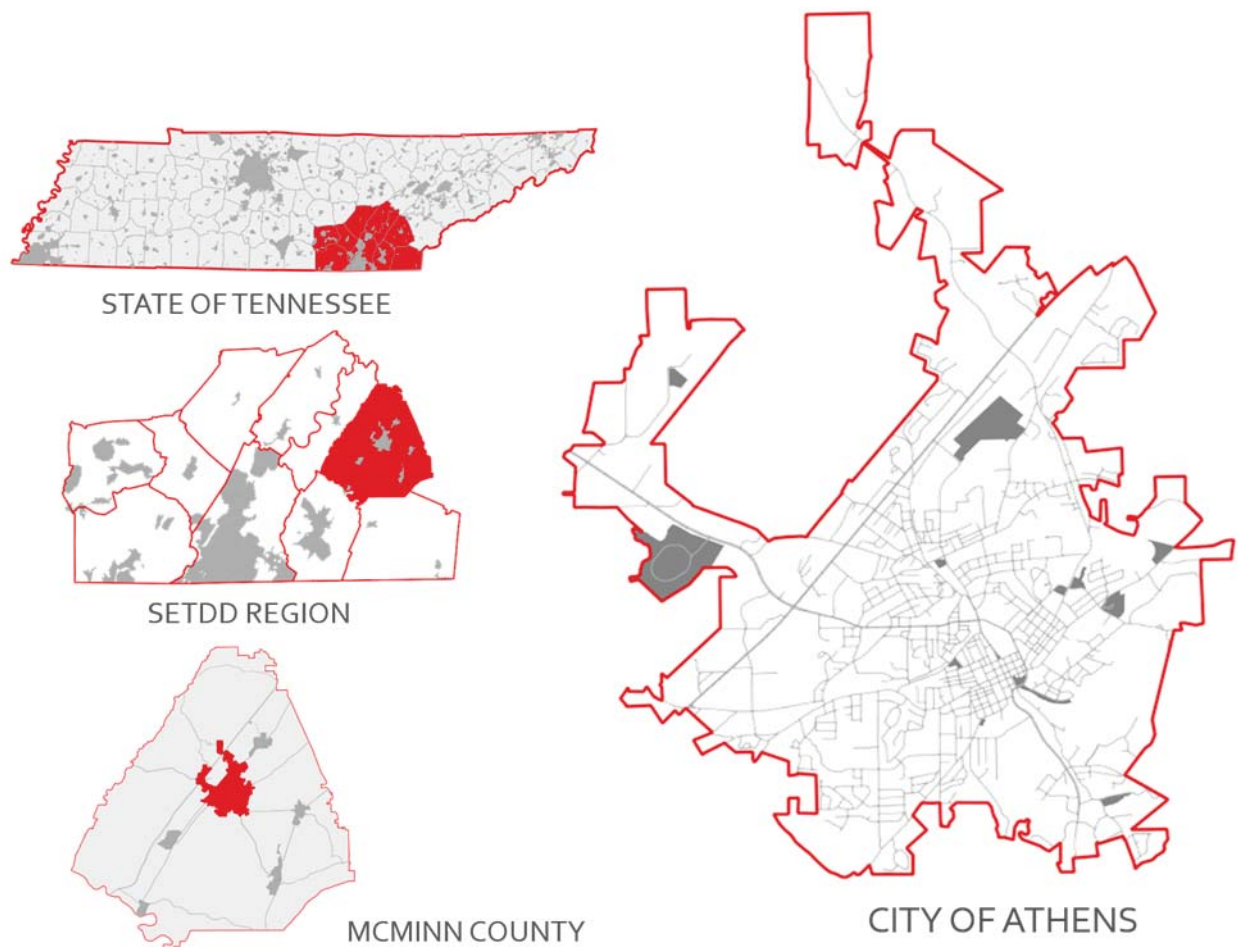 STATE OF TENNESSEE
SETDD REGION
MCMINN COUNTY
CITY OF ATHENS